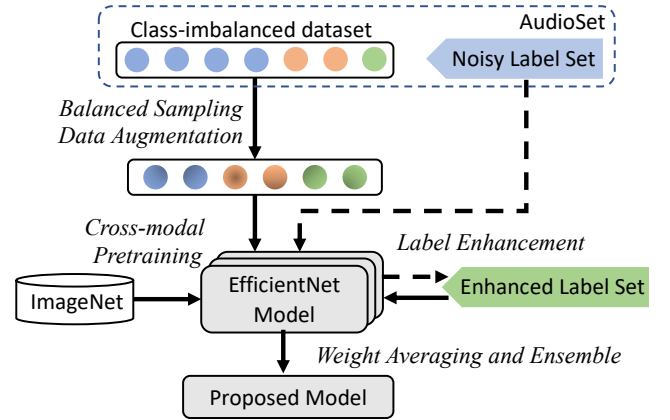 AudioSet
Class-imbalanced dataset
Noisy Label Set
Balanced Sampling
Data Augmentation
Cross-modal
Pretraining
Label Enhancement
ImageNet
EfficientNet
Model
Enhanced Label Set
Weight Averaging and Ensemble
Proposed Model